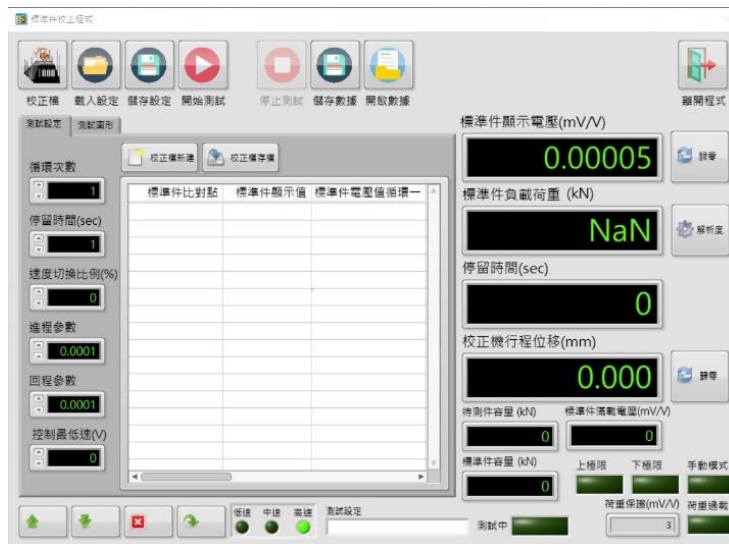 標準件校正程式
校正檔 載入設定 儲存設定 開始測試 停止測試 儲存數據 開啟數據 離開程式
測試設定 測試圖形
循環次數
1
停留時間(sec)
1
速度切換比例(%)
0
進程參數
0.0001
回程參數
0.0001
控制最低速(V)
0
校正檔新建 校正檔存檔
標準件比對點 標準件顯示值 標準件電壓值循環一
標準件顯示電壓(mV/V)
0.00005
歸零
標準件負載荷重 (kN)
NaN
解析度
停留時間(sec)
0
校正機行程位移(mm)
0.000
歸零
待測件容量 (kN) 標準件滿載電壓(mV/V)
0 0
標準件容量 (kN) 上極限 下極限 手動模式
0
荷重保護(mV/V) 荷重過載
3
低速 中速 高速 測試設定
測試中